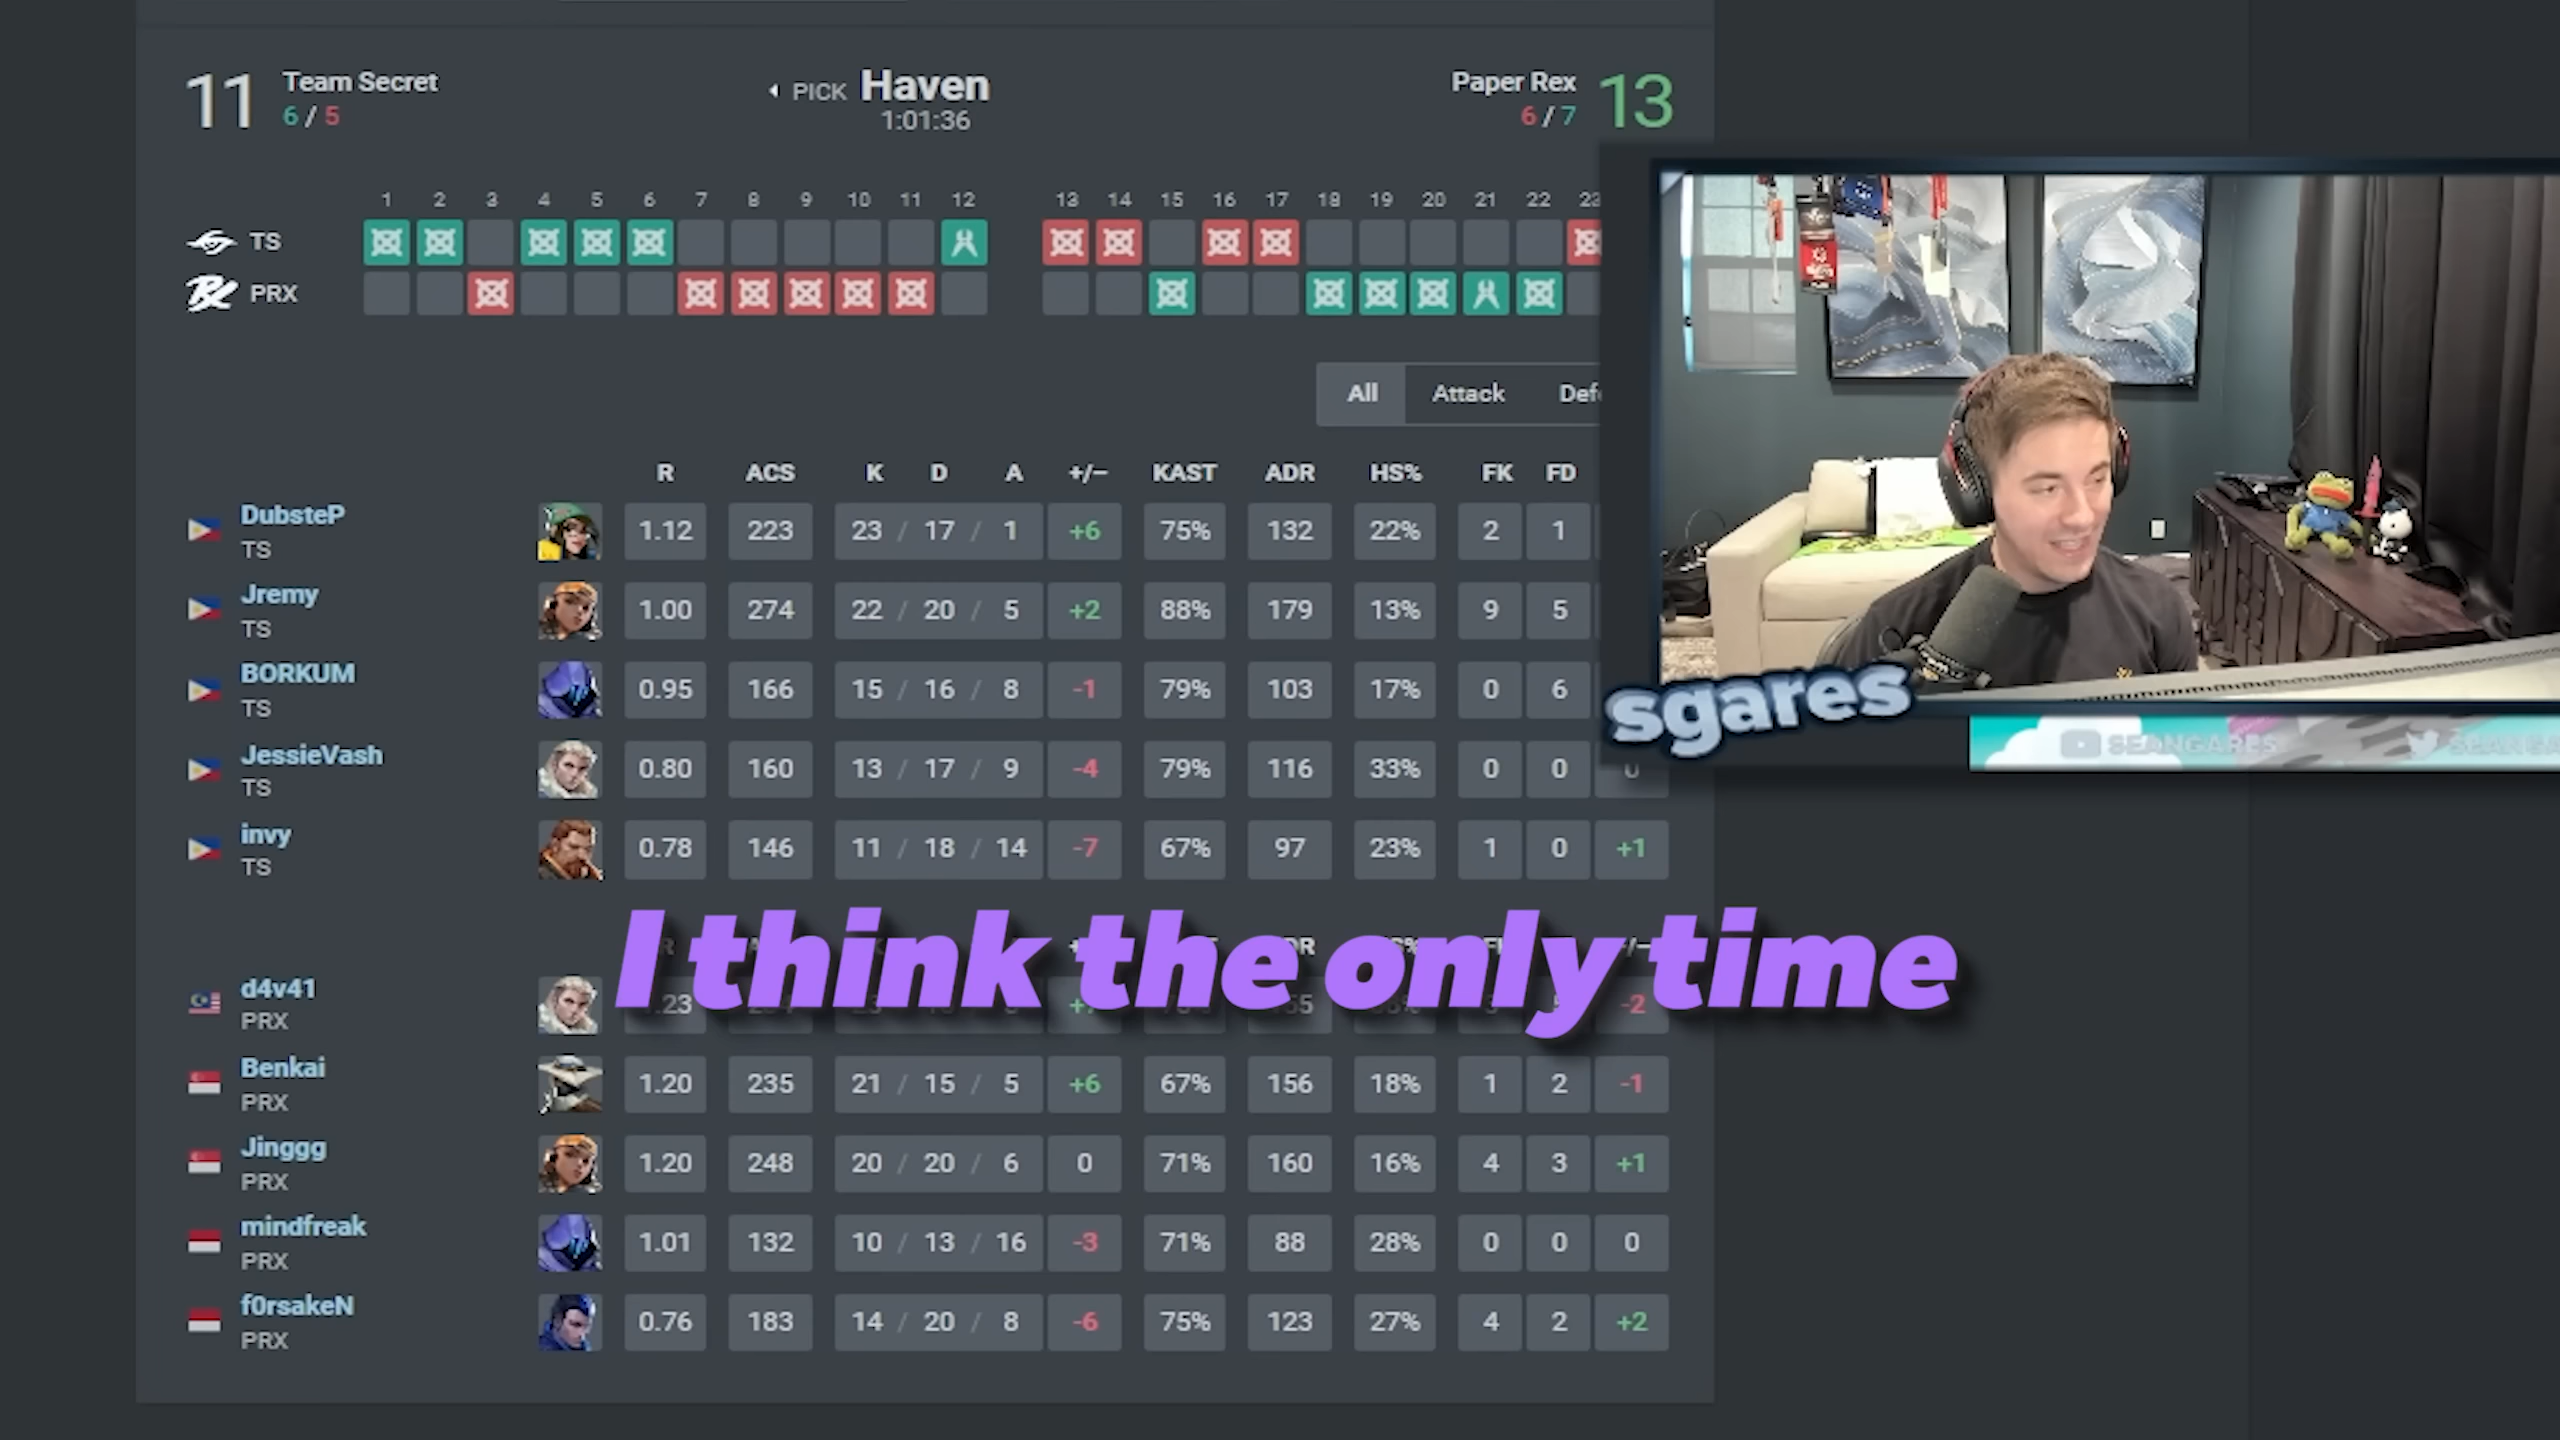 11 Team Secret 6 / 5
PICK Haven
1:01:36
Paper Rex 6 / 7 13
1 2 3 4 5 6 7 8 9 10 11 12 13 14 15 16 17 18 19 20 21 22 23
TS
PRX
All Attack
R ACS K D A +/− KAST ADR HS% FK FD
DubsteP TS 1.12 223 23 / 17 / 1 +6 75% 132 22% 2 1
Jremy TS 1.00 274 22 / 20 / 5 +2 88% 179 13% 9 5
BORKUM TS 0.95 166 15 / 16 / 8 -1 79% 103 17% 0 6
JessieVash TS 0.80 160 13 / 17 / 9 -4 79% 116 33% 0 0
invy TS 0.78 146 11 / 18 / 14 -7 67% 97 23% 1 0 +1
I think the only time
d4v41 PRX -2
Benkai PRX 1.20 235 21 / 15 / 5 +6 67% 156 18% 1 2 -1
Jinggg PRX 1.20 248 20 / 20 / 6 0 71% 160 16% 4 3 +1
mindfreak PRX 1.01 132 10 / 13 / 16 -3 71% 88 28% 0 0 0
f0rsakeN PRX 0.76 183 14 / 20 / 8 -6 75% 123 27% 4 2 +2
sgares
SEANGARES